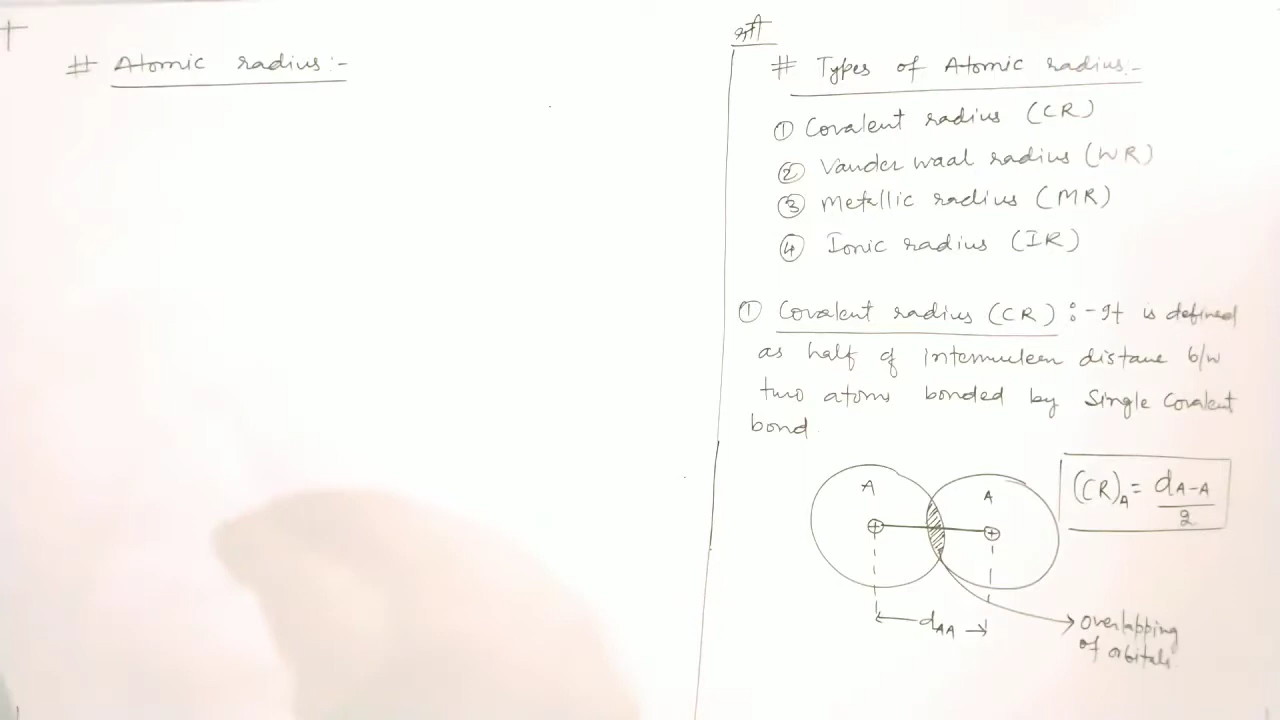 # Atomic radius :-
# Types of Atomic radius :-
① Covalent radius (CR)
② Vander waal radius (WR)
③ Metallic radius (MR)
④ Ionic radius (IR)
① Covalent radius (CR) :- It is defined
as half of Internuclear distance b/w
two atoms bonded by Single Covalent
bond.
A A
(CR)A = dA-A / 2
⊕ ⊕
dAA
overlapping
of orbitals.